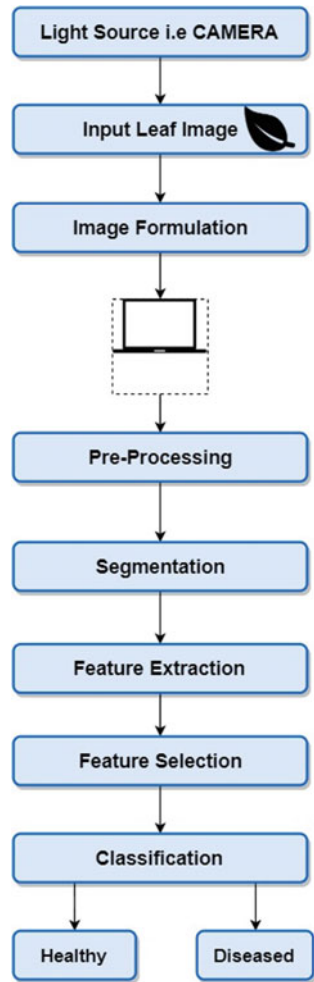 Light Source i.e CAMERA
Input Leaf Image
Image Formulation
Pre-Processing
Segmentation
Feature Extraction
Feature Selection
Classification
Healthy
Diseased